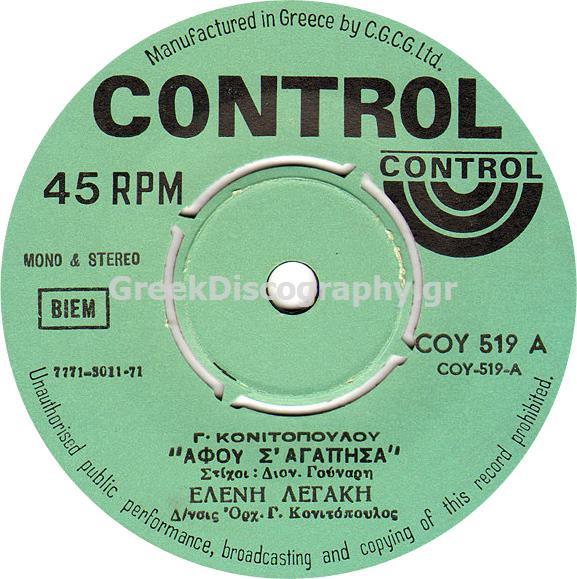 Manufactured in Greece by C.G.C.G. Ltd.
CONTROL
CONTROL
45 RPM
MONO & STEREO
GreekDiscography.gr
BIEM
COY 519 A
COY-519-A
7771-3011-71
Γ. ΚΟΝΙΤΟΠΟΥΛΟΥ
"ΑΦΟΥ Σ' ΑΓΑΠΗΣΑ"
Στίχοι : Διον. Γούναρη
ΕΛΕΝΗ ΛΕΓΑΚΗ
Δ/νσις Ὀρχ. Γ. Κονιτόπουλος
Unauthorised public performance, broadcasting and copying of this record prohibited.